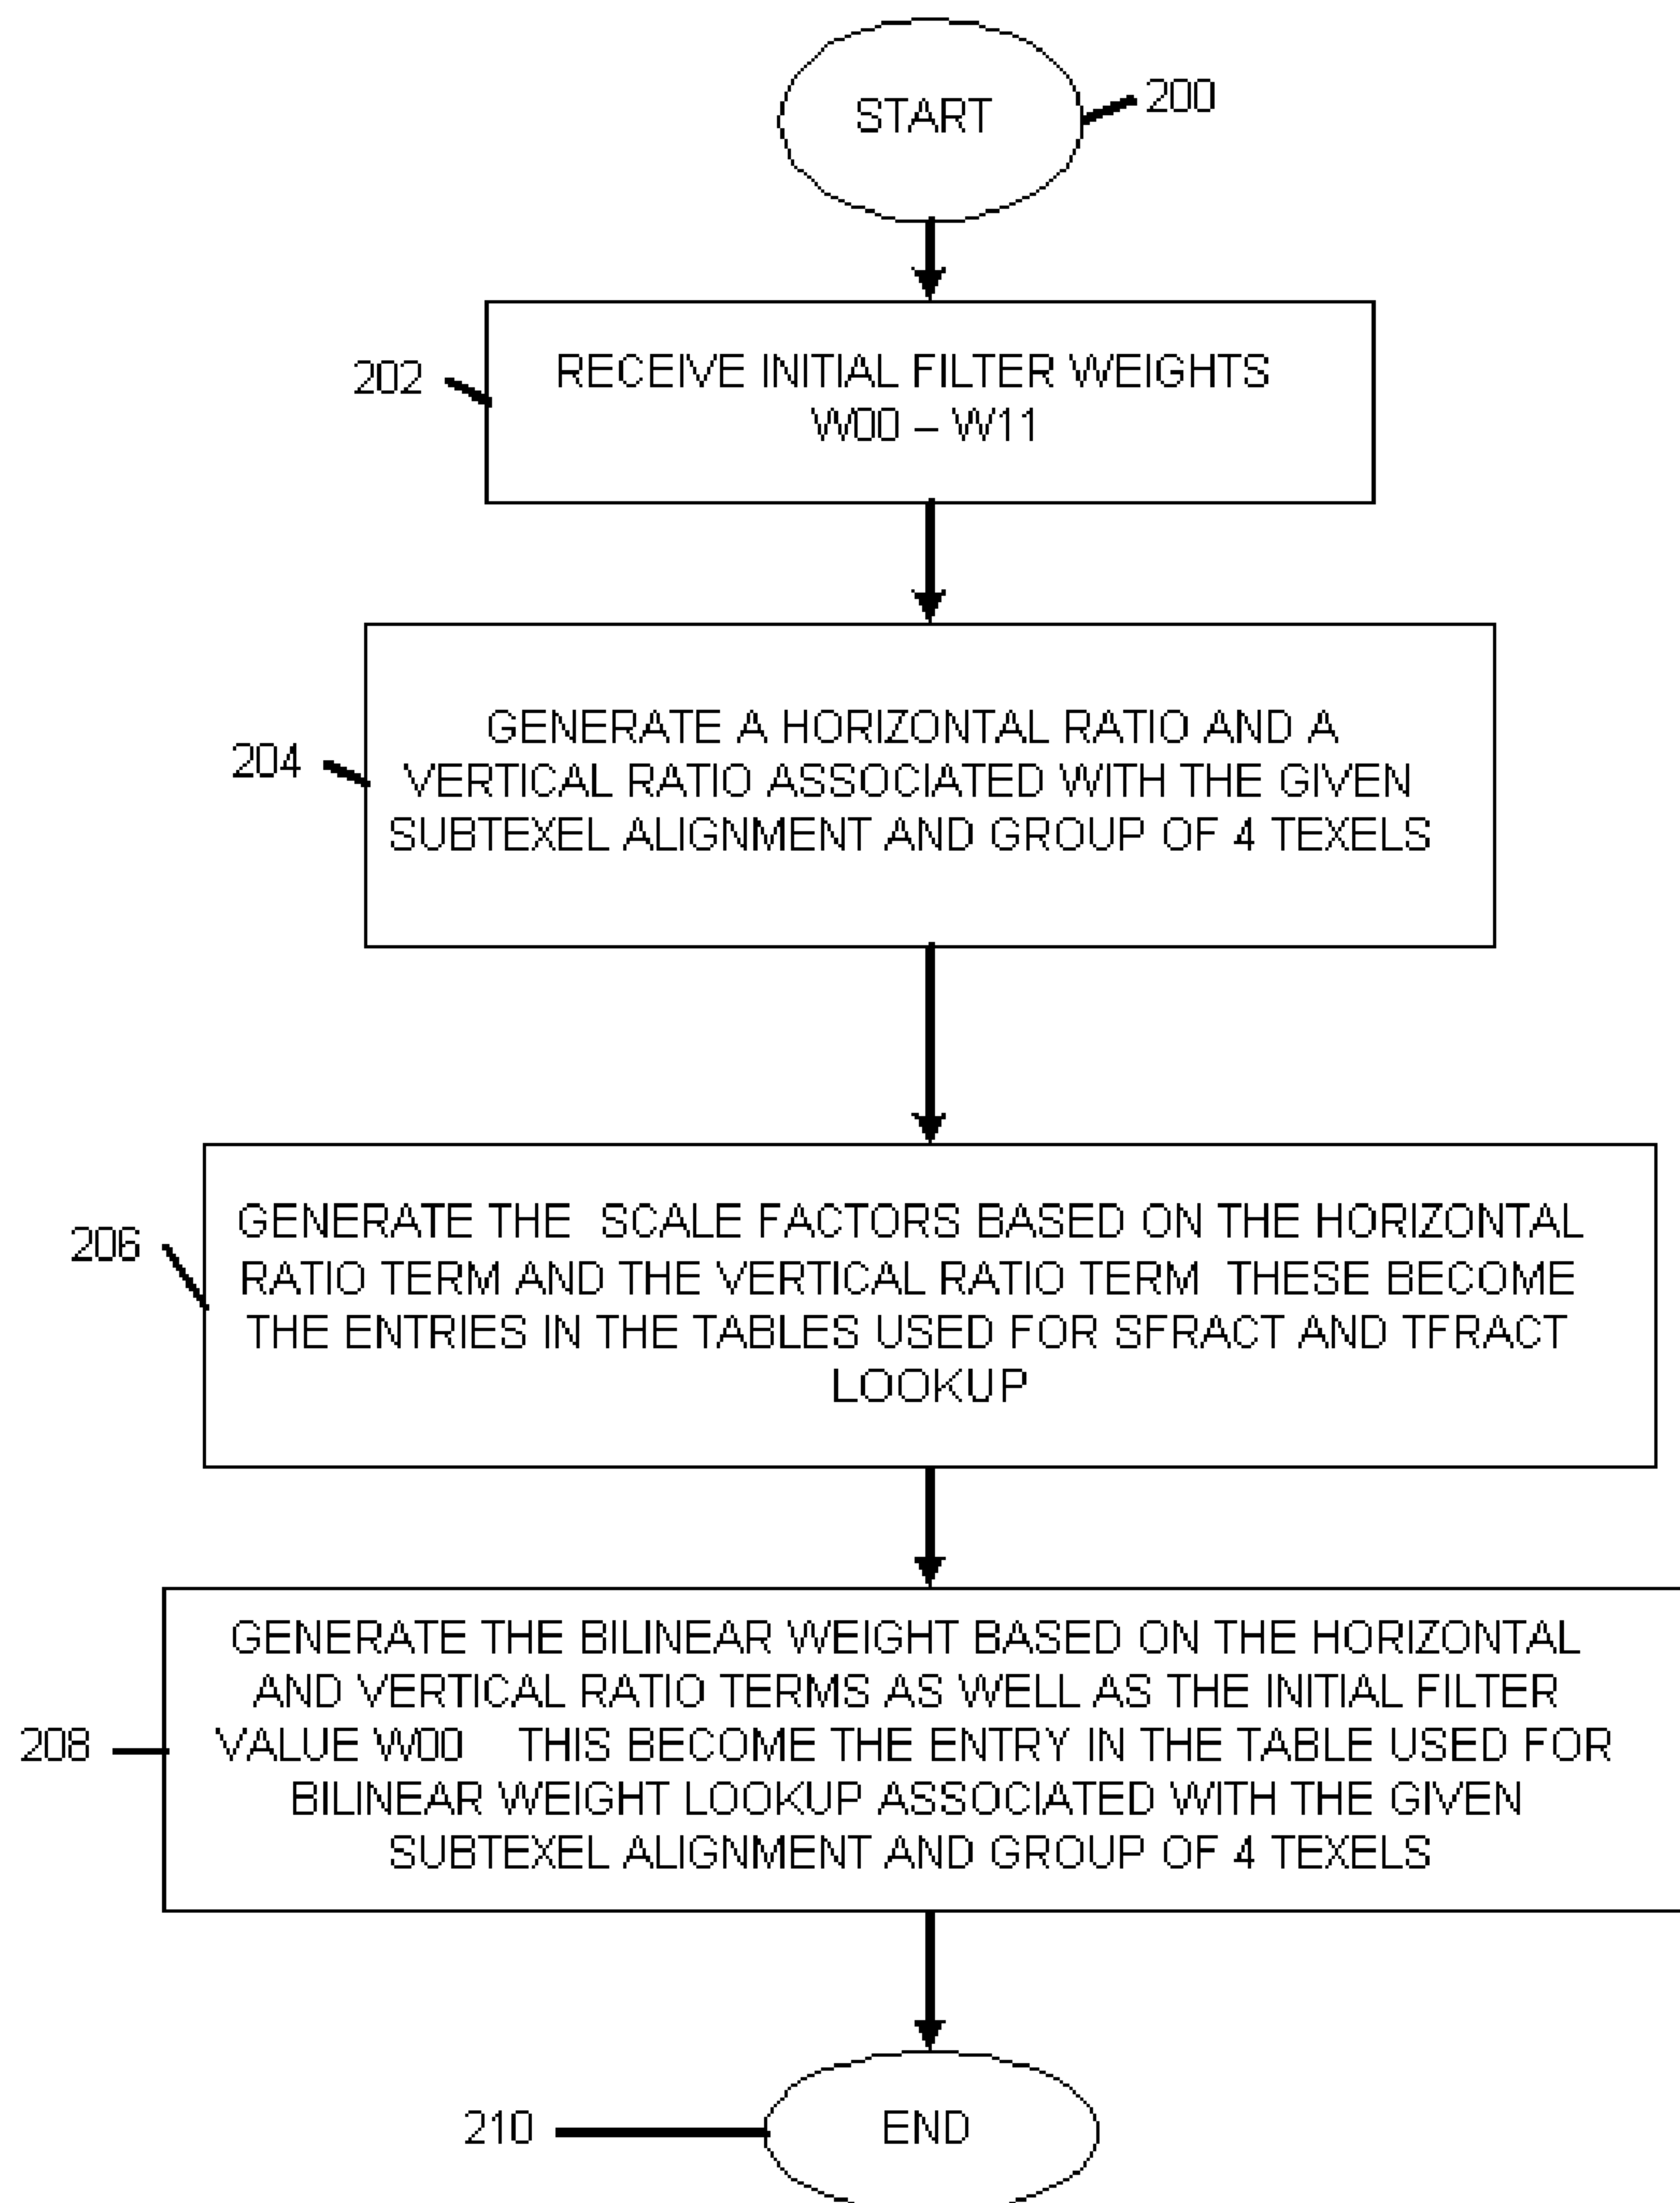 START
200
202
RECEIVE INITIAL FILTER WEIGHTS
W00 – W11
204
GENERATE A HORIZONTAL RATIO AND A
VERTICAL RATIO ASSOCIATED WITH THE GIVEN
SUBTEXEL ALIGNMENT AND GROUP OF 4 TEXELS
206
GENERATE THE SCALE FACTORS BASED ON THE HORIZONTAL
RATIO TERM AND THE VERTICAL RATIO TERM THESE BECOME
THE ENTRIES IN THE TABLES USED FOR SFRACT AND TFRACT
LOOKUP
208
GENERATE THE BILINEAR WEIGHT BASED ON THE HORIZONTAL
AND VERTICAL RATIO TERMS AS WELL AS THE INITIAL FILTER
VALUE W00 THIS BECOME THE ENTRY IN THE TABLE USED FOR
BILINEAR WEIGHT LOOKUP ASSOCIATED WITH THE GIVEN
SUBTEXEL ALIGNMENT AND GROUP OF 4 TEXELS
210
END